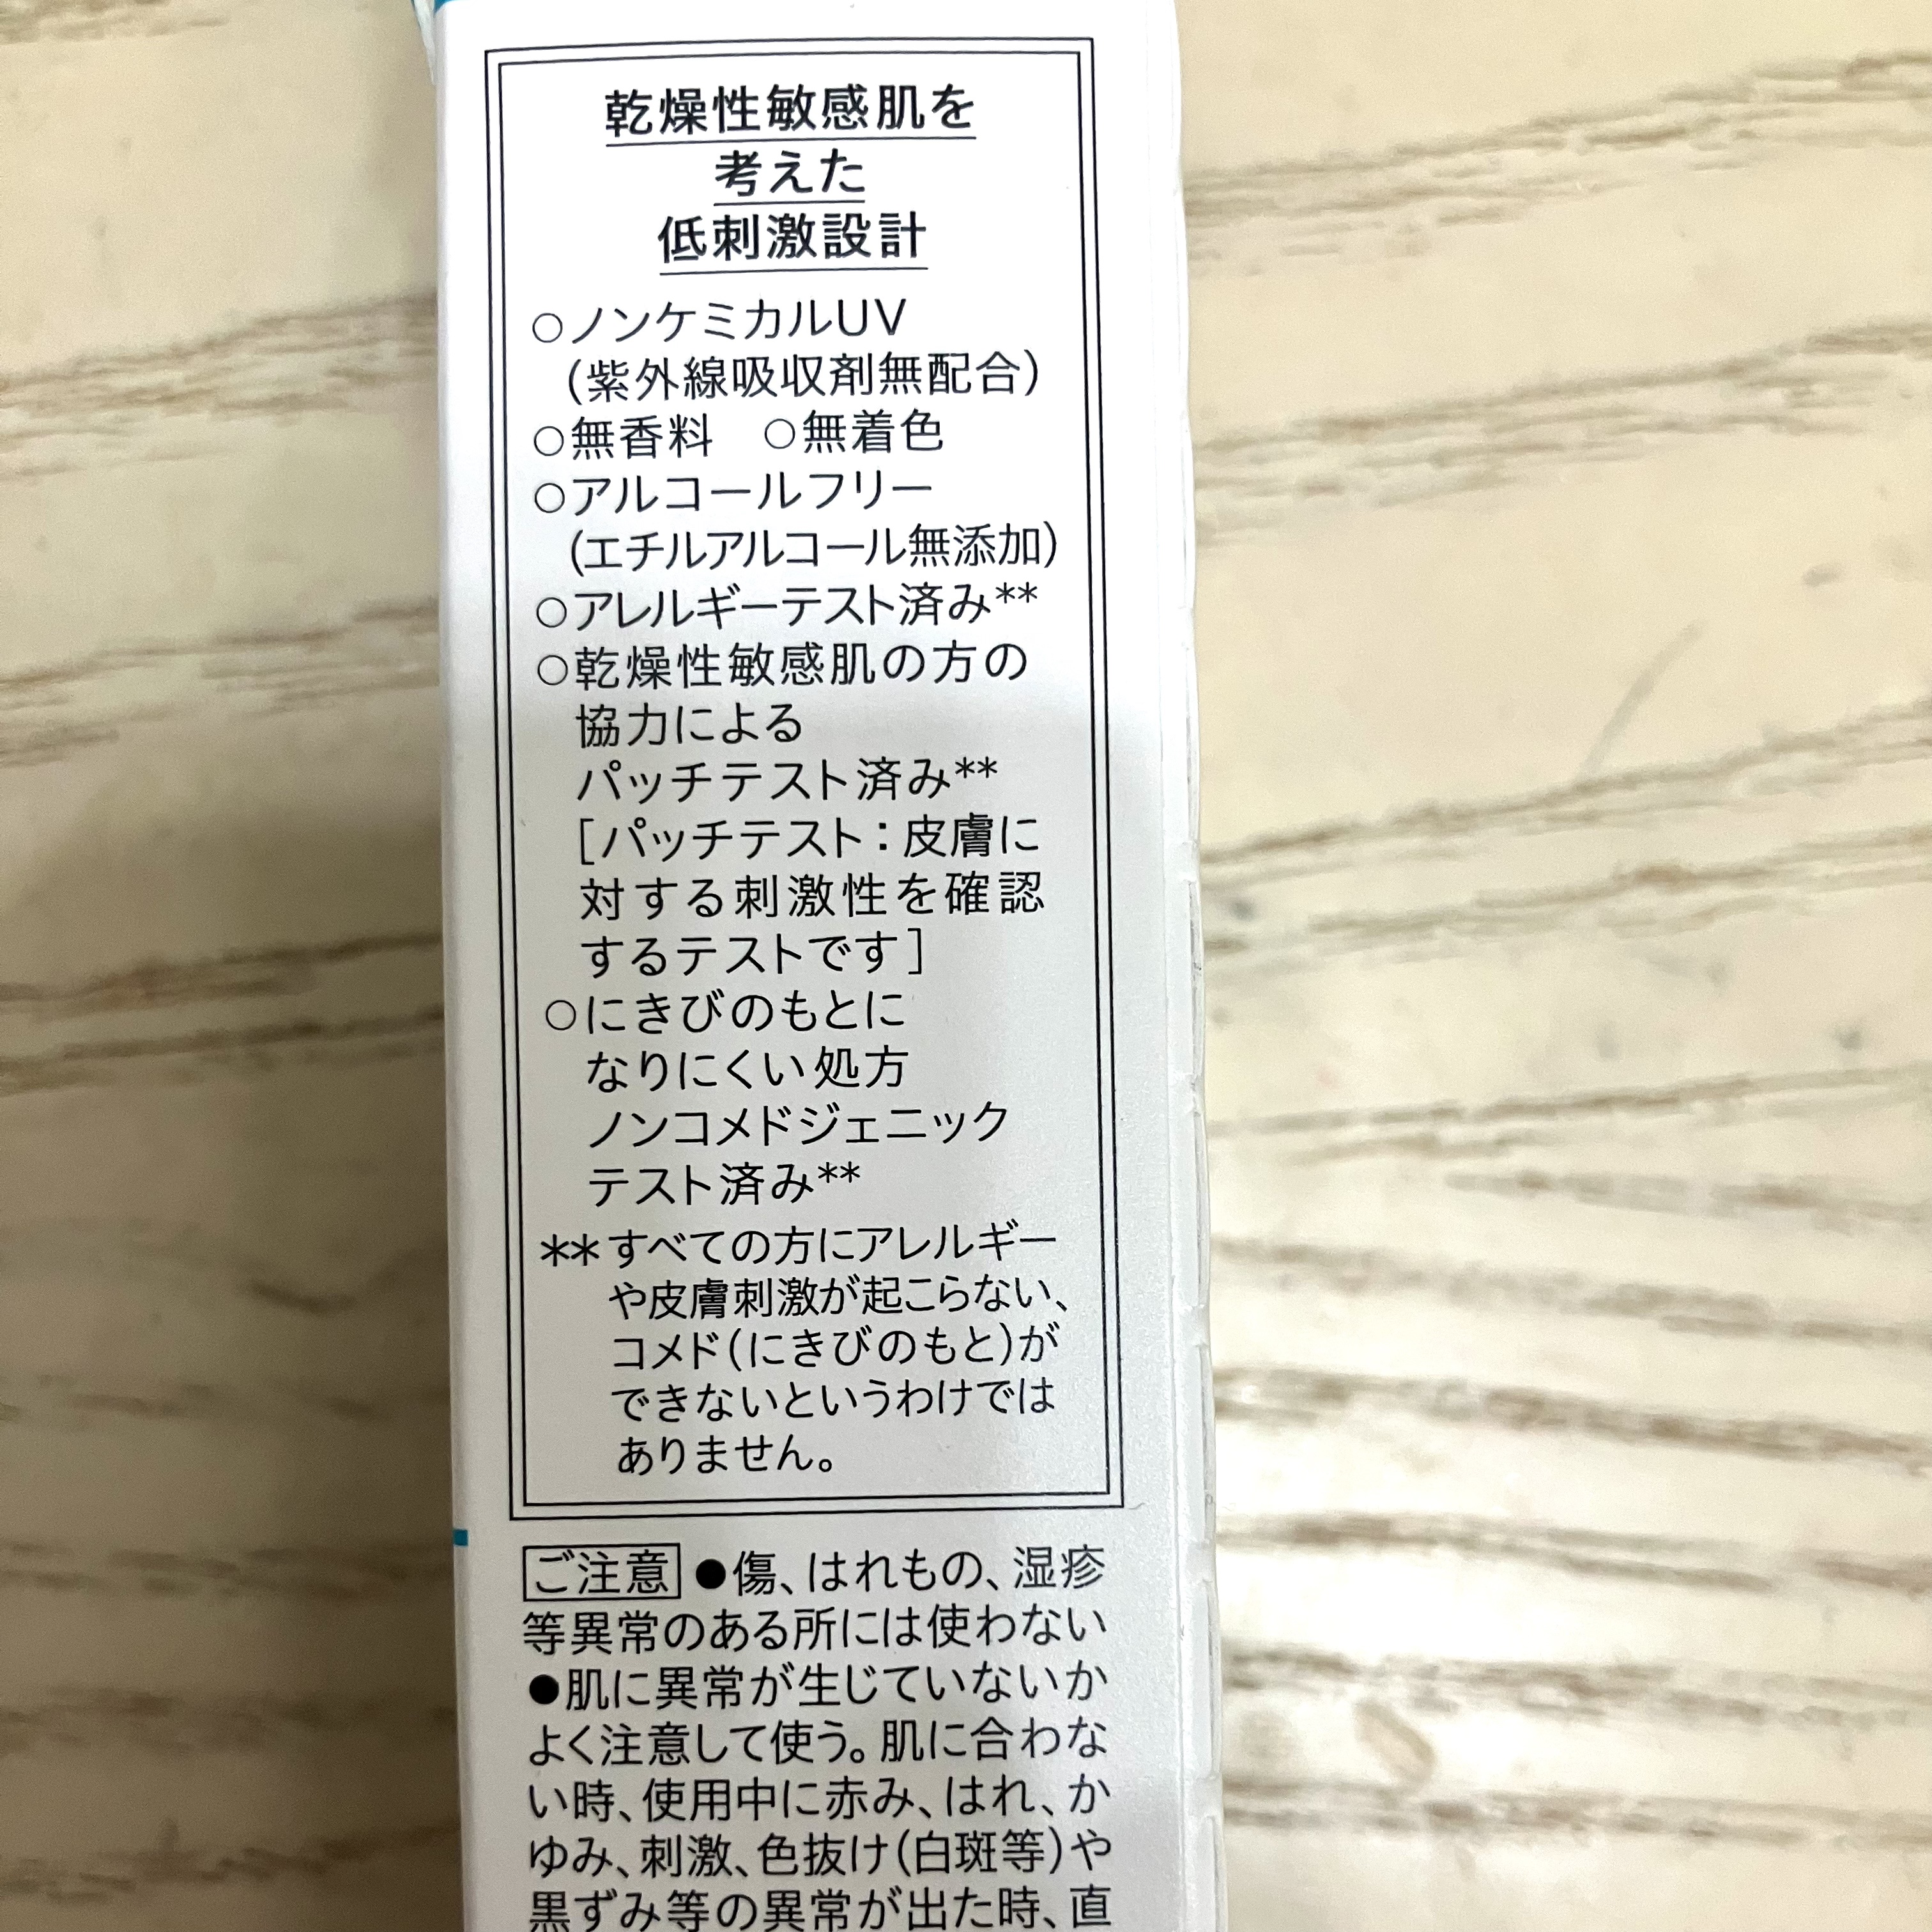 乾燥性敏感肌を
考えた
低刺激設計
○ノンケミカルUV
(紫外線吸収剤無配合)
○無香料 ○無着色
○アルコールフリー
(エチルアルコール無添加)
○アレルギーテスト済み**
○乾燥性敏感肌の方の
協力による
パッチテスト済み**
[パッチテスト:皮膚に
対する刺激性を確認
するテストです]
○にきびのもとに
なりにくい処方
ノンコメドジェニック
テスト済み**
**すべての方にアレルギー
や皮膚刺激が起こらない、
コメド(にきびのもと)が
できないというわけでは
ありません。
ご注意 ●傷、はれもの、湿疹
等異常のある所には使わない
●肌に異常が生じていないか
よく注意して使う。肌に合わな
い時、使用中に赤み、はれ、か
ゆみ、刺激、色抜け(白斑等)や
黒ずみ等の異常が出た時、直